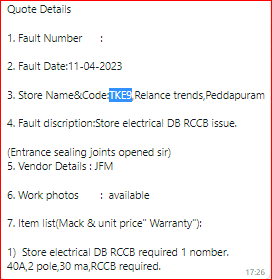 Quote Details
1. Fault Number :
2. Fault Date:11-04-2023
3. Store Name&Code:TKE9,Relance trends,Peddapuram
4. Fault discription:Store electrical DB RCCB issue.
(Entrance sealing joints opened sir)
5. Vendor Details : JFM
6. Work photos : available
7. Item list(Mack & unit price" Warranty"):
1) Store electrical DB RCCB required 1 nomber.
40A,2 pole,30 ma,RCCB required.
17:26